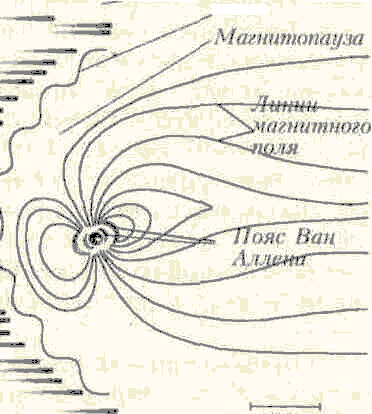 Магнитопауза
Линии
магнитного
поля
Пояс Ван
Аллена